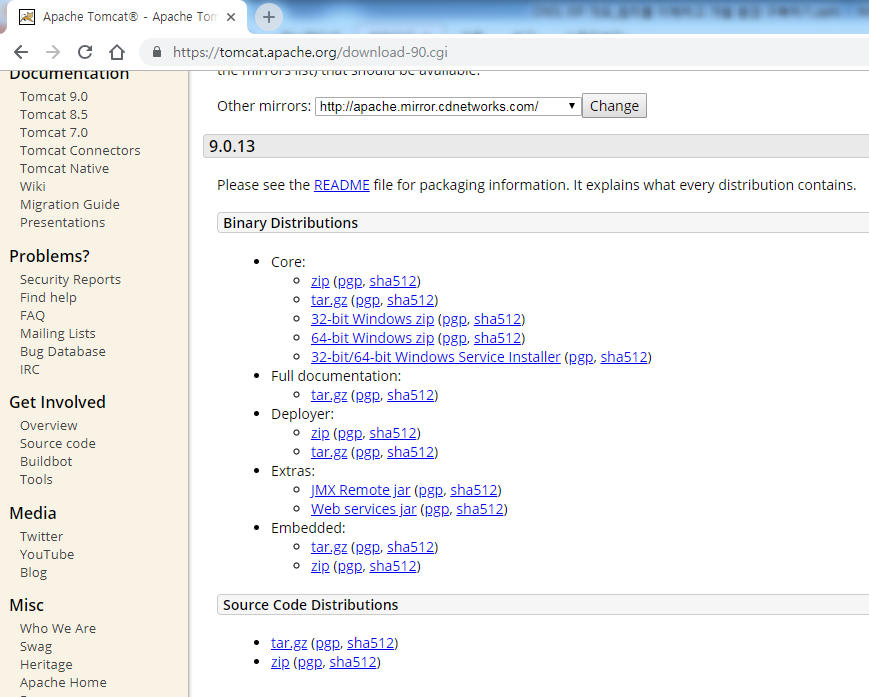 Apache Tomcat® - Apache Tom
https://tomcat.apache.org/download-90.cgi
Documentation
Tomcat 9.0
Tomcat 8.5
Tomcat 7.0
Tomcat Connectors
Tomcat Native
Wiki
Migration Guide
Presentations
Problems?
Security Reports
Find help
FAQ
Mailing Lists
Bug Database
IRC
Get Involved
Overview
Source code
Buildbot
Tools
Media
Twitter
YouTube
Blog
Misc
Who We Are
Swag
Heritage
Apache Home
the mirrors list) that should be available.
Other mirrors: http://apache.mirror.cdnetworks.com/ Change
9.0.13
Please see the README file for packaging information. It explains what every distribution contains.
Binary Distributions
Core:
zip (pgp, sha512)
tar.gz (pgp, sha512)
32-bit Windows zip (pgp, sha512)
64-bit Windows zip (pgp, sha512)
32-bit/64-bit Windows Service Installer (pgp, sha512)
Full documentation:
tar.gz (pgp, sha512)
Deployer:
zip (pgp, sha512)
tar.gz (pgp, sha512)
Extras:
JMX Remote jar (pgp, sha512)
Web services jar (pgp, sha512)
Embedded:
tar.gz (pgp, sha512)
zip (pgp, sha512)
Source Code Distributions
tar.gz (pgp, sha512)
zip (pgp, sha512)